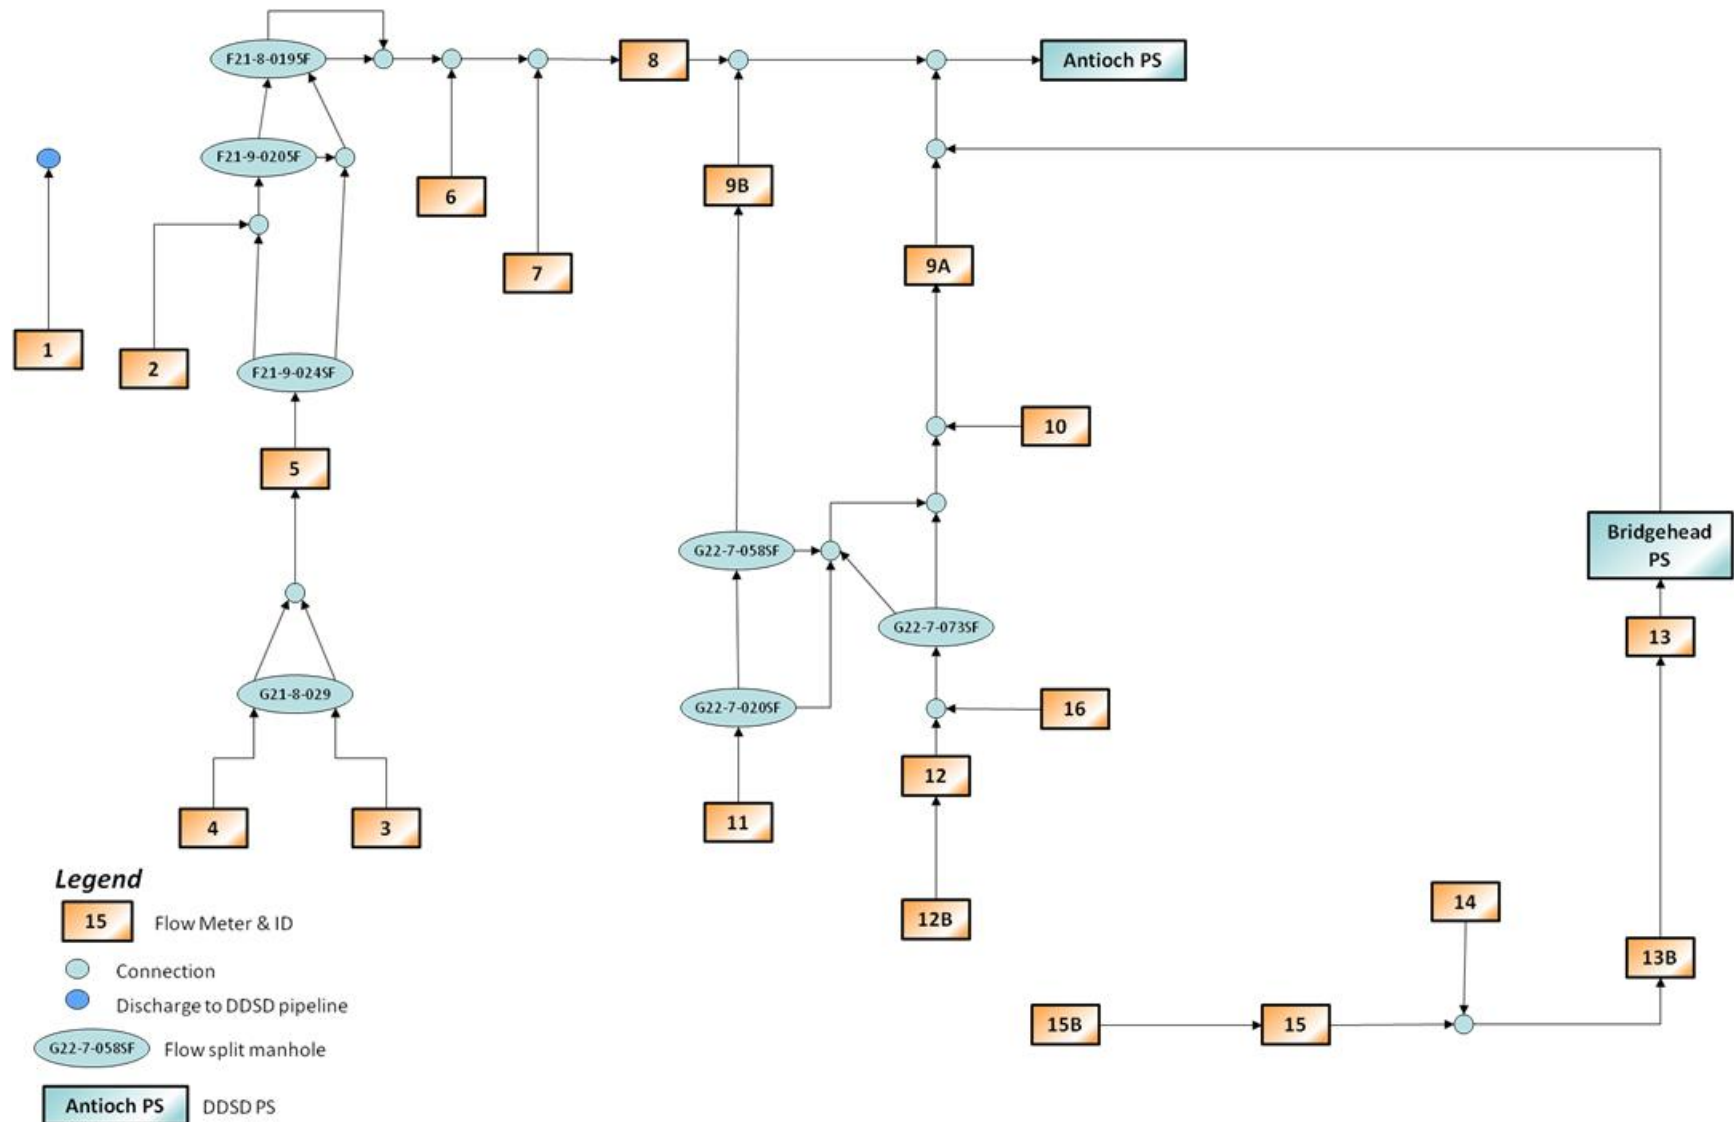 F21-8-019SF
8
Antioch PS
F21-9-020SF
6
9B
7
9A
1
2
F21-9-024SF
10
5
Bridgehead
PS
G22-7-058SF
G22-7-073SF
13
G21-8-029
G22-7-020SF
16
12
4
3
11
Legend
15
Flow Meter & ID
12B
14
Connection
13B
Discharge to DDSD pipeline
15B
15
G22-7-058SF
Flow split manhole
Antioch PS
DDSD PS